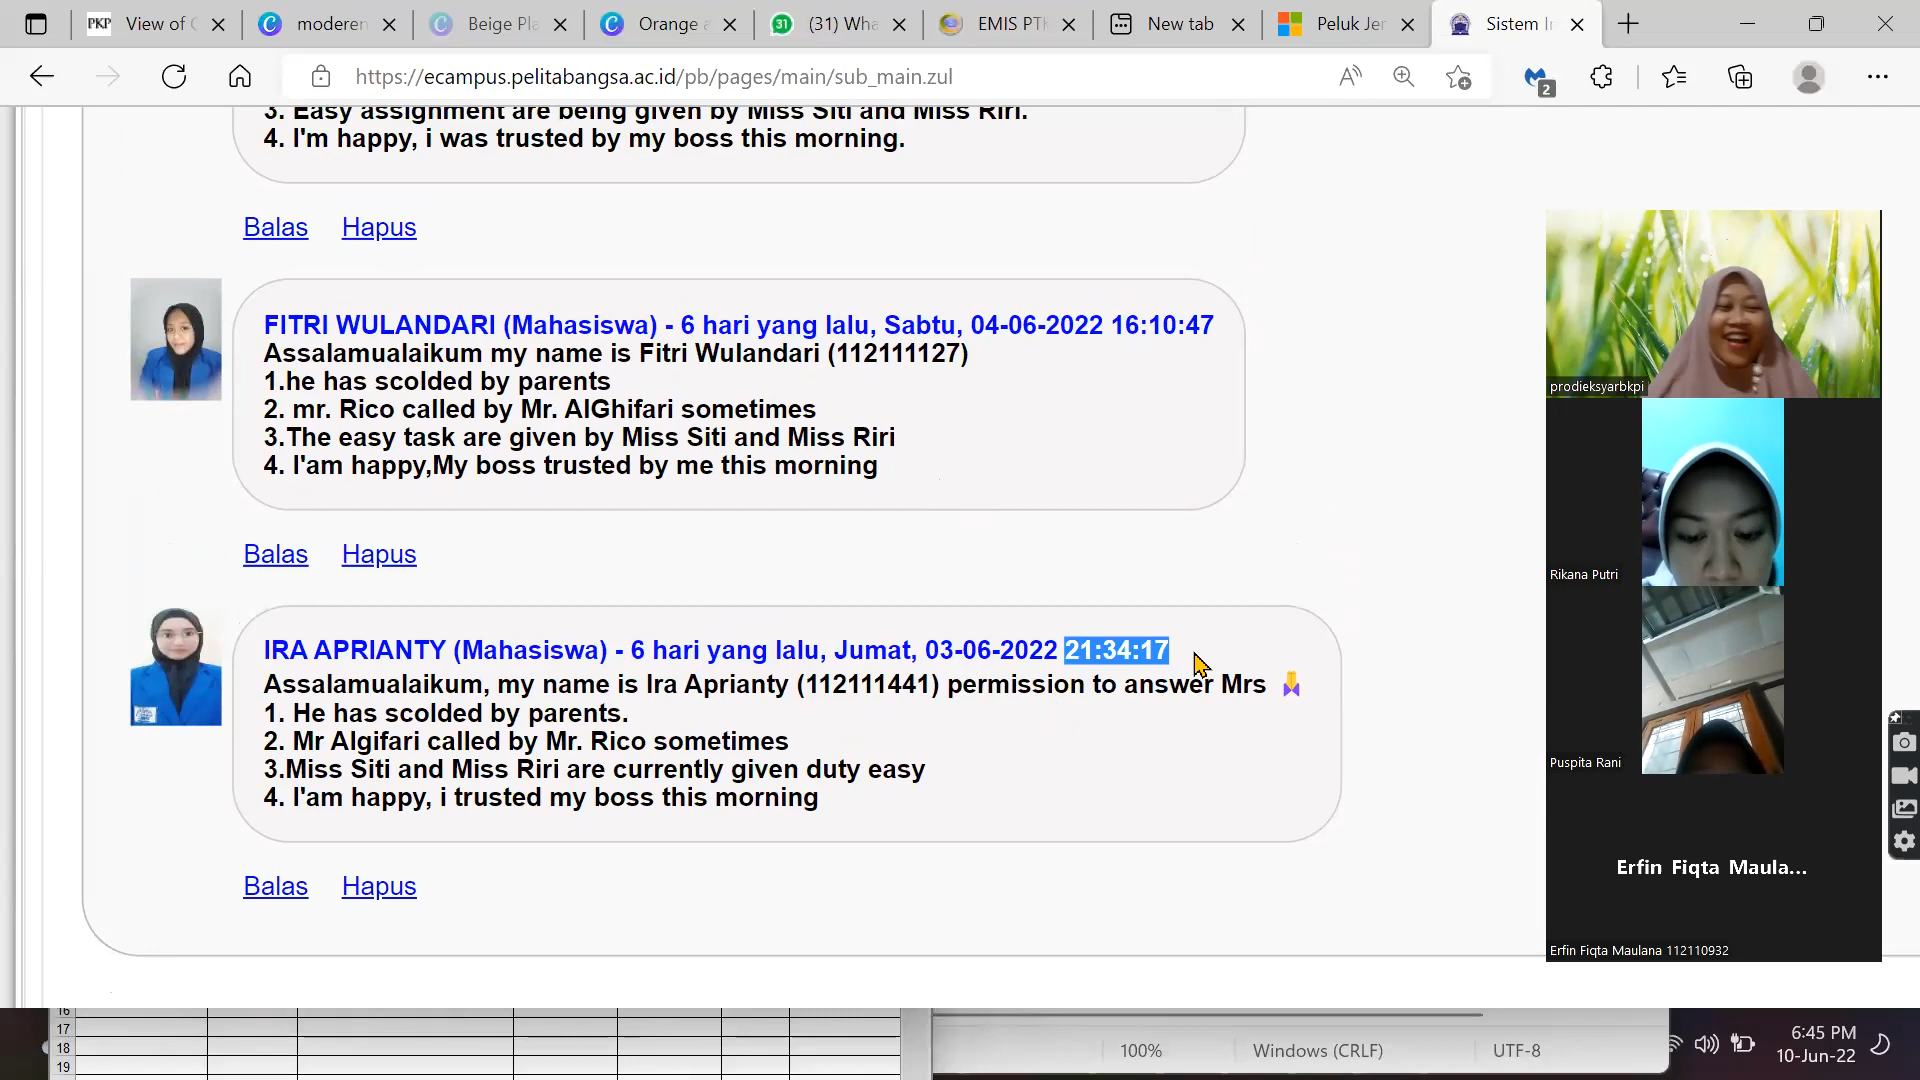 PKP View of C
moderen
Beige Pla
Orange a
31 (31) Wha
EMIS PTK
New tab
Peluk Jer
Sistem In
https://ecampus.pelitabangsa.ac.id/pb/pages/main/sub_main.zul
2
3. Easy assignment are being given by Miss Siti and Miss Riri.
4. I'm happy, i was trusted by my boss this morning.
Balas Hapus
FITRI WULANDARI (Mahasiswa) - 6 hari yang lalu, Sabtu, 04-06-2022 16:10:47
Assalamualaikum my name is Fitri Wulandari (112111127)
1.he has scolded by parents
2. mr. Rico called by Mr. AlGhifari sometimes
3.The easy task are given by Miss Siti and Miss Riri
4. I'am happy,My boss trusted by me this morning
Balas Hapus
IRA APRIANTY (Mahasiswa) - 6 hari yang lalu, Jumat, 03-06-2022 21:34:17
Assalamualaikum, my name is Ira Aprianty (112111441) permission to answer Mrs
1. He has scolded by parents.
2. Mr Algifari called by Mr. Rico sometimes
3.Miss Siti and Miss Riri are currently given duty easy
4. I'am happy, i trusted my boss this morning
Balas Hapus
prodieksyarbkpi
Rikana Putri
Puspita Rani
Erfin Fiqta Maula...
Erfin Fiqta Maulana 112110932
16
17
18
19
100% Windows (CRLF) UTF-8
6:45 PM
10-Jun-22